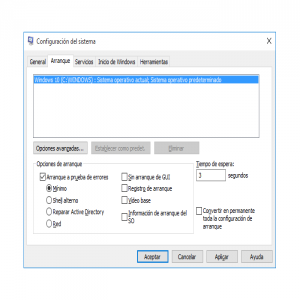 Configuración del sistema
General Arranque Servicios Inicio de Windows Herramientas
Windows 10 (C:\WINDOWS) : Sistema operativo actual; Sistema operativo predeterminado
Opciones avanzadas... Establecer como predet. Eliminar
Opciones de arranque
Tiempo de espera:
Arranque a prueba de errores
Mínimo
Shell alterno
Reparar Active Directory
Red
Sin arranque de GUI
Registro de arranque
Video base
Información de arranque del SO
3 segundos
Convertir en permanente
toda la configuración de
arranque
Aceptar Cancelar Aplicar Ayuda